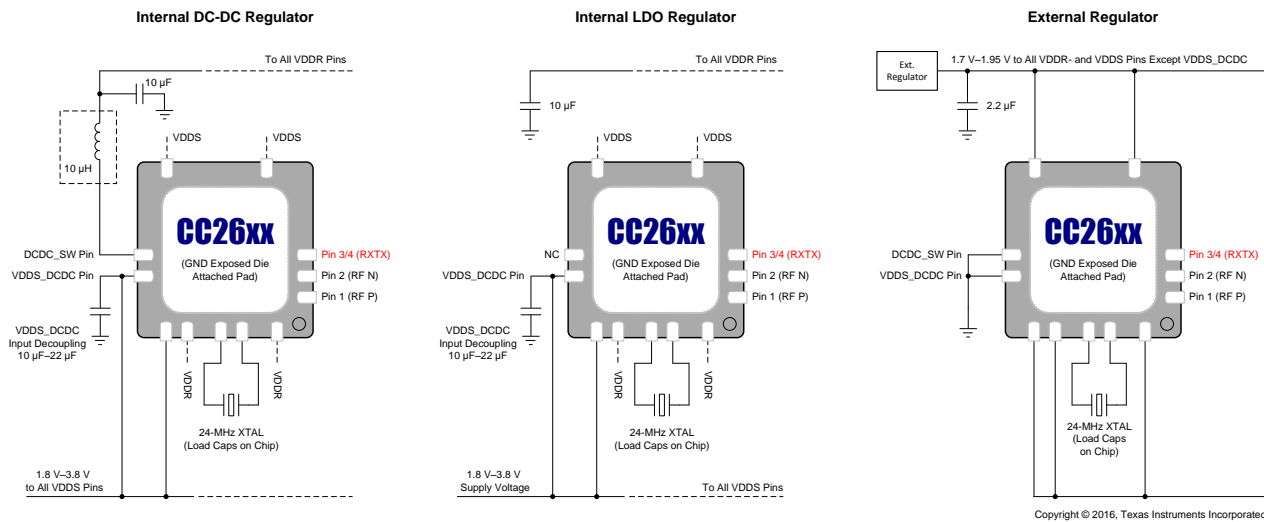 Internal DC-DC Regulator
To All VDDR Pins
10 µF
10 µH
VDDS
VDDS
CC26xx
(GND Exposed Die
Attached Pad)
DCDC_SW Pin
VDDS_DCDC Pin
Pin 3/4 (RXTX)
Pin 2 (RF N)
Pin 1 (RF P)
VDDS_DCDC
Input Decoupling
10 µF–22 µF
VDDR
VDDR
24-MHz XTAL
(Load Caps on Chip)
1.8 V–3.8 V
to All VDDS Pins
Internal LDO Regulator
To All VDDR Pins
10 µF
VDDS
VDDS
CC26xx
(GND Exposed Die
Attached Pad)
NC
VDDS_DCDC Pin
Pin 3/4 (RXTX)
Pin 2 (RF N)
Pin 1 (RF P)
VDDS_DCDC
Input Decoupling
10 µF–22 µF
VDDR
VDDR
24-MHz XTAL
(Load Caps on Chip)
1.8 V–3.8 V
Supply Voltage
To All VDDS Pins
External Regulator
Ext.
Regulator
1.7 V–1.95 V to All VDDR- and VDDS Pins Except VDDS_DCDC
2.2 µF
CC26xx
(GND Exposed Die
Attached Pad)
DCDC_SW Pin
VDDS_DCDC Pin
Pin 3/4 (RXTX)
Pin 2 (RF N)
Pin 1 (RF P)
24-MHz XTAL
(Load Caps
on Chip)
Copyright © 2016, Texas Instruments Incorporated